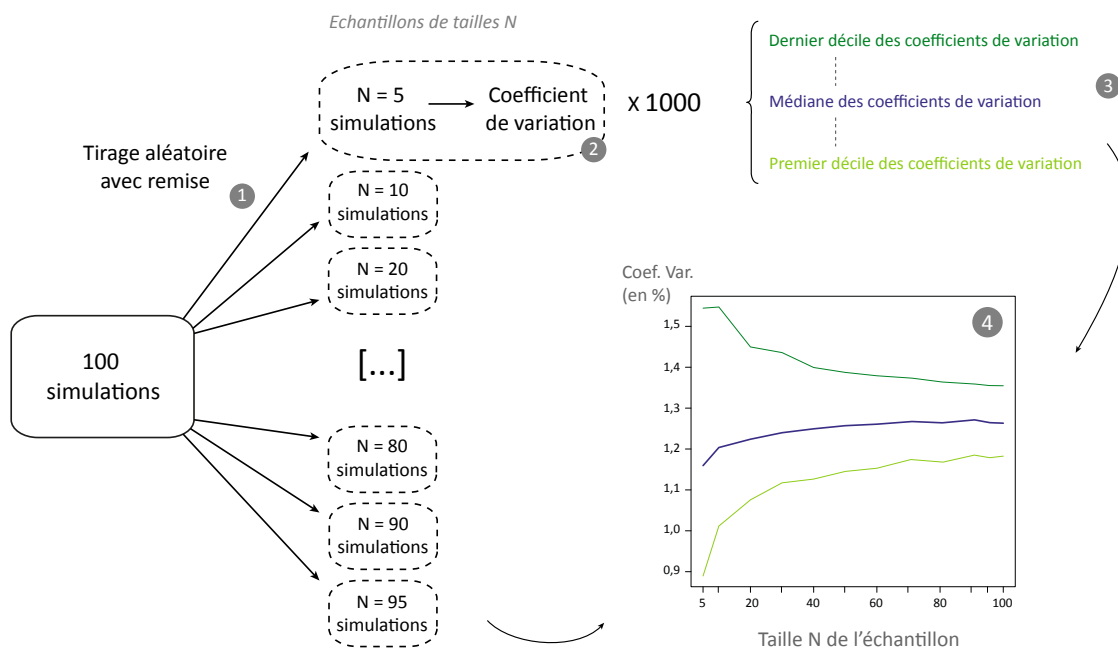 Echantillons de tailles N
N = 5
simulations
Coefficient
de variation
2
x 1000
Dernier décile des coefficients de variation
Médiane des coefficients de variation
Premier décile des coefficients de variation
3
Tirage aléatoire
avec remise
1
N = 10
simulations
N = 20
simulations
[...]
100
simulations
N = 80
simulations
N = 90
simulations
N = 95
simulations
Coef. Var.
(en %)
4
1,5
1,4
1,3
1,2
1,1
1,0
0,9
5 20 40 60 80 100
Taille N de l'échantillon